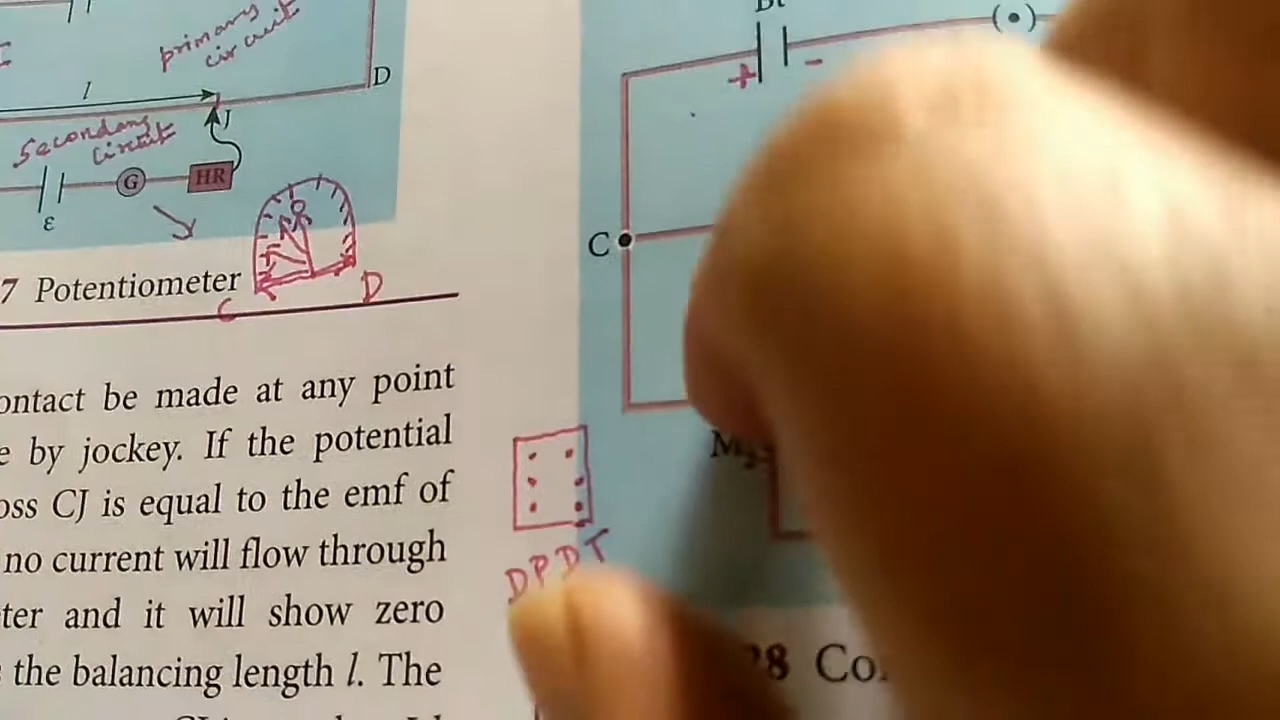 primary
circuit
l
D
J
Secondary
circuit
G
HR
ε
7 Potentiometer
C
D
ontact be made at any point
e by jockey. If the potential
oss CJ is equal to the emf of
no current will flow through
ter and it will show zero
the balancing length l. The
Bt
+ -
(•)
C
M
DPDT
8 Co